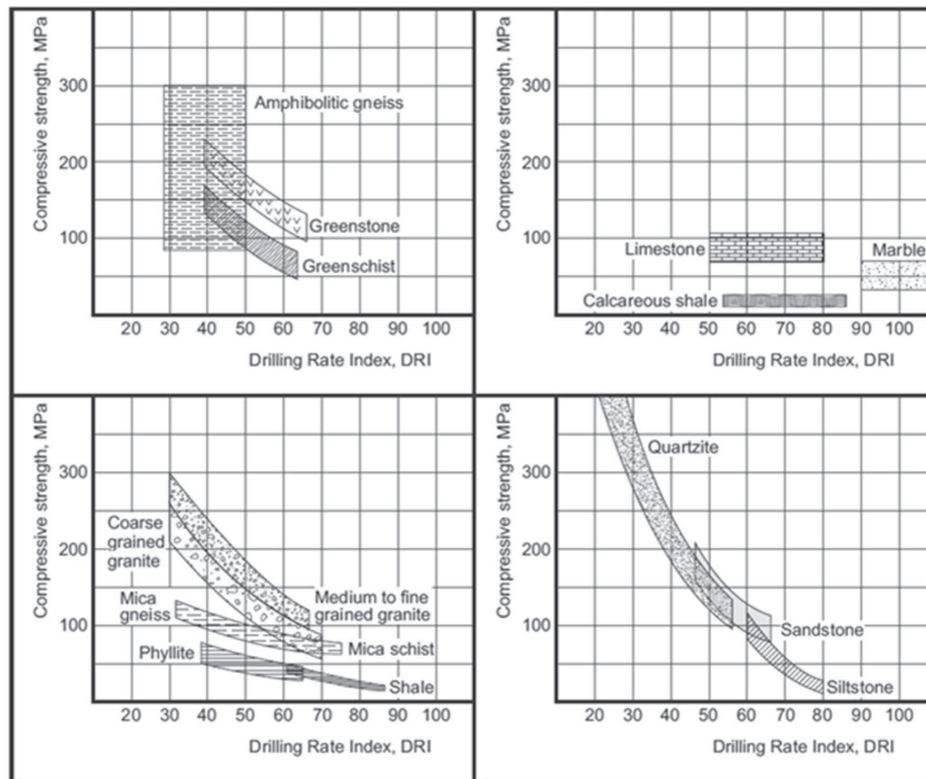 Compressive strength, MPa
300
200
100
Amphibolitic gneiss
Greenstone
Greenschist
20 30 40 50 60 70 80 90 100
Drilling Rate Index, DRI
Compressive strength, MPa
300
200
100
Limestone
Marble
Calcareous shale
20 30 40 50 60 70 80 90 100
Drilling Rate Index, DRI
Compressive strength, MPa
300
200
100
Coarse
grained
granite
Medium to fine
grained granite
Mica
gneiss
Mica schist
Phyllite
Shale
20 30 40 50 60 70 80 90 100
Drilling Rate Index, DRI
Compressive strength, MPa
300
200
100
Quartzite
Sandstone
Siltstone
20 30 40 50 60 70 80 90 100
Drilling Rate Index, DRI